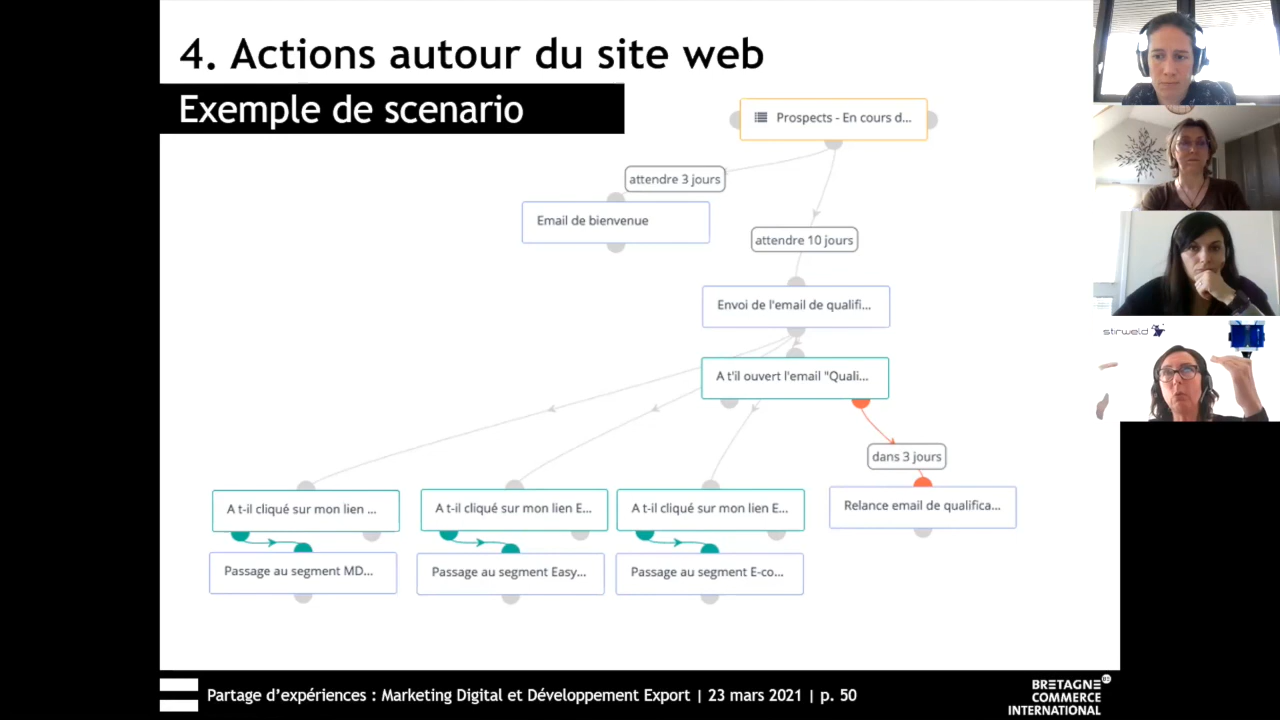 4. Actions autour du site web
Exemple de scenario
Prospects - En cours d...
attendre 3 jours
Email de bienvenue
attendre 10 jours
Envoi de l'email de qualifi...
A t'il ouvert l'email "Quali...
dans 3 jours
Relance email de qualifica...
A t-il cliqué sur mon lien ...
A t-il cliqué sur mon lien E...
A t-il cliqué sur mon lien E...
Passage au segment MD...
Passage au segment Easy...
Passage au segment E-co...
stirweld
Partage d'expériences : Marketing Digital et Développement Export | 23 mars 2021 | p. 50
BRETAGNE
COMMERCE
INTERNATIONAL